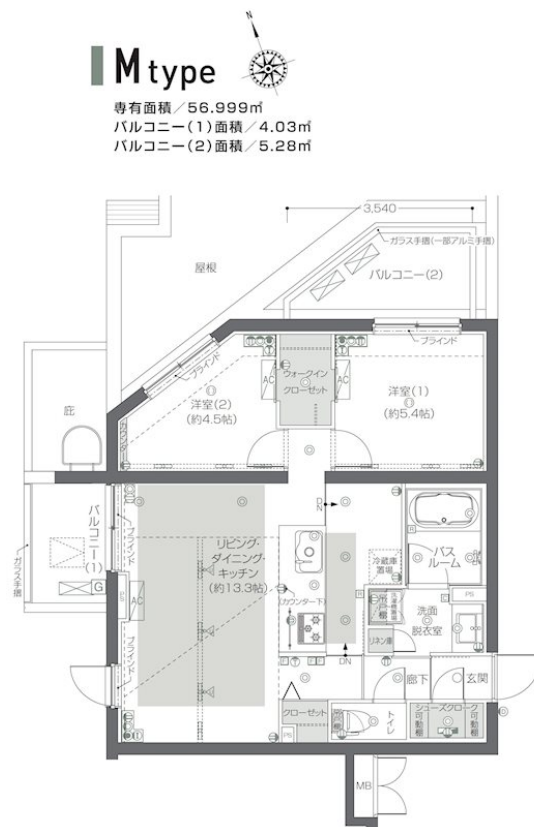 N
M type
専有面積／56.999㎡
バルコニー(1)面積／4.03㎡
バルコニー(2)面積／5.28㎡
3,540
ガラス手摺(一部アルミ手摺)
屋根
バルコニー(2)
ブラインド
ブラインド
AC
ウォークイン
クローゼット
AC
洋室(1)
(約5.4帖)
洋室(2)
(約4.5帖)
庇
バルコニー(1)
ガラス手摺
ブラインド
DN
リビング・
ダイニング・
キッチン
(約13.3帖)
冷蔵庫
置場
バス
ルーム
G
AC
(カウンター下)
PS
洗面
脱衣室
リネン庫
ブラインド
DN
廊下
玄関
クローゼット
PS
トイレ
シューズクローク
可動棚
可動棚
MB